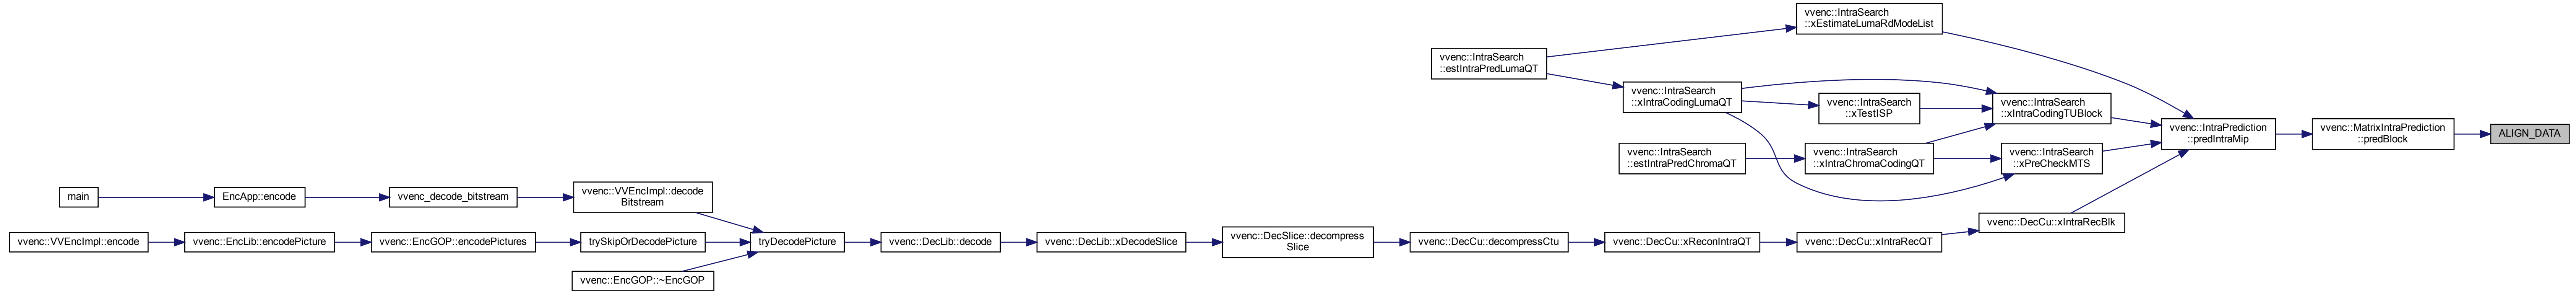 vvenc::IntraSearch
::xEstimateLumaRdModeList
vvenc::IntraSearch
::estIntraPredLumaQT
vvenc::IntraSearch
::xIntraCodingLumaQT
vvenc::IntraSearch
::xTestISP
vvenc::IntraSearch
::xIntraCodingTUBlock
vvenc::IntraPrediction
::predIntraMip
vvenc::MatrixIntraPrediction
::predBlock
ALIGN_DATA
vvenc::IntraSearch
::estIntraPredChromaQT
vvenc::IntraSearch
::xIntraChromaCodingQT
vvenc::IntraSearch
::xPreCheckMTS
main
EncApp::encode
vvenc_decode_bitstream
vvenc::VVEncImpl::decode
Bitstream
vvenc::DecCu::xIntraRecBlk
vvenc::VVEncImpl::encode
vvenc::EncLib::encodePicture
vvenc::EncGOP::encodePictures
trySkipOrDecodePicture
tryDecodePicture
vvenc::DecLib::decode
vvenc::DecLib::xDecodeSlice
vvenc::DecSlice::decompress
Slice
vvenc::DecCu::decompressCtu
vvenc::DecCu::xReconIntraQT
vvenc::DecCu::xIntraRecQT
vvenc::EncGOP::~EncGOP